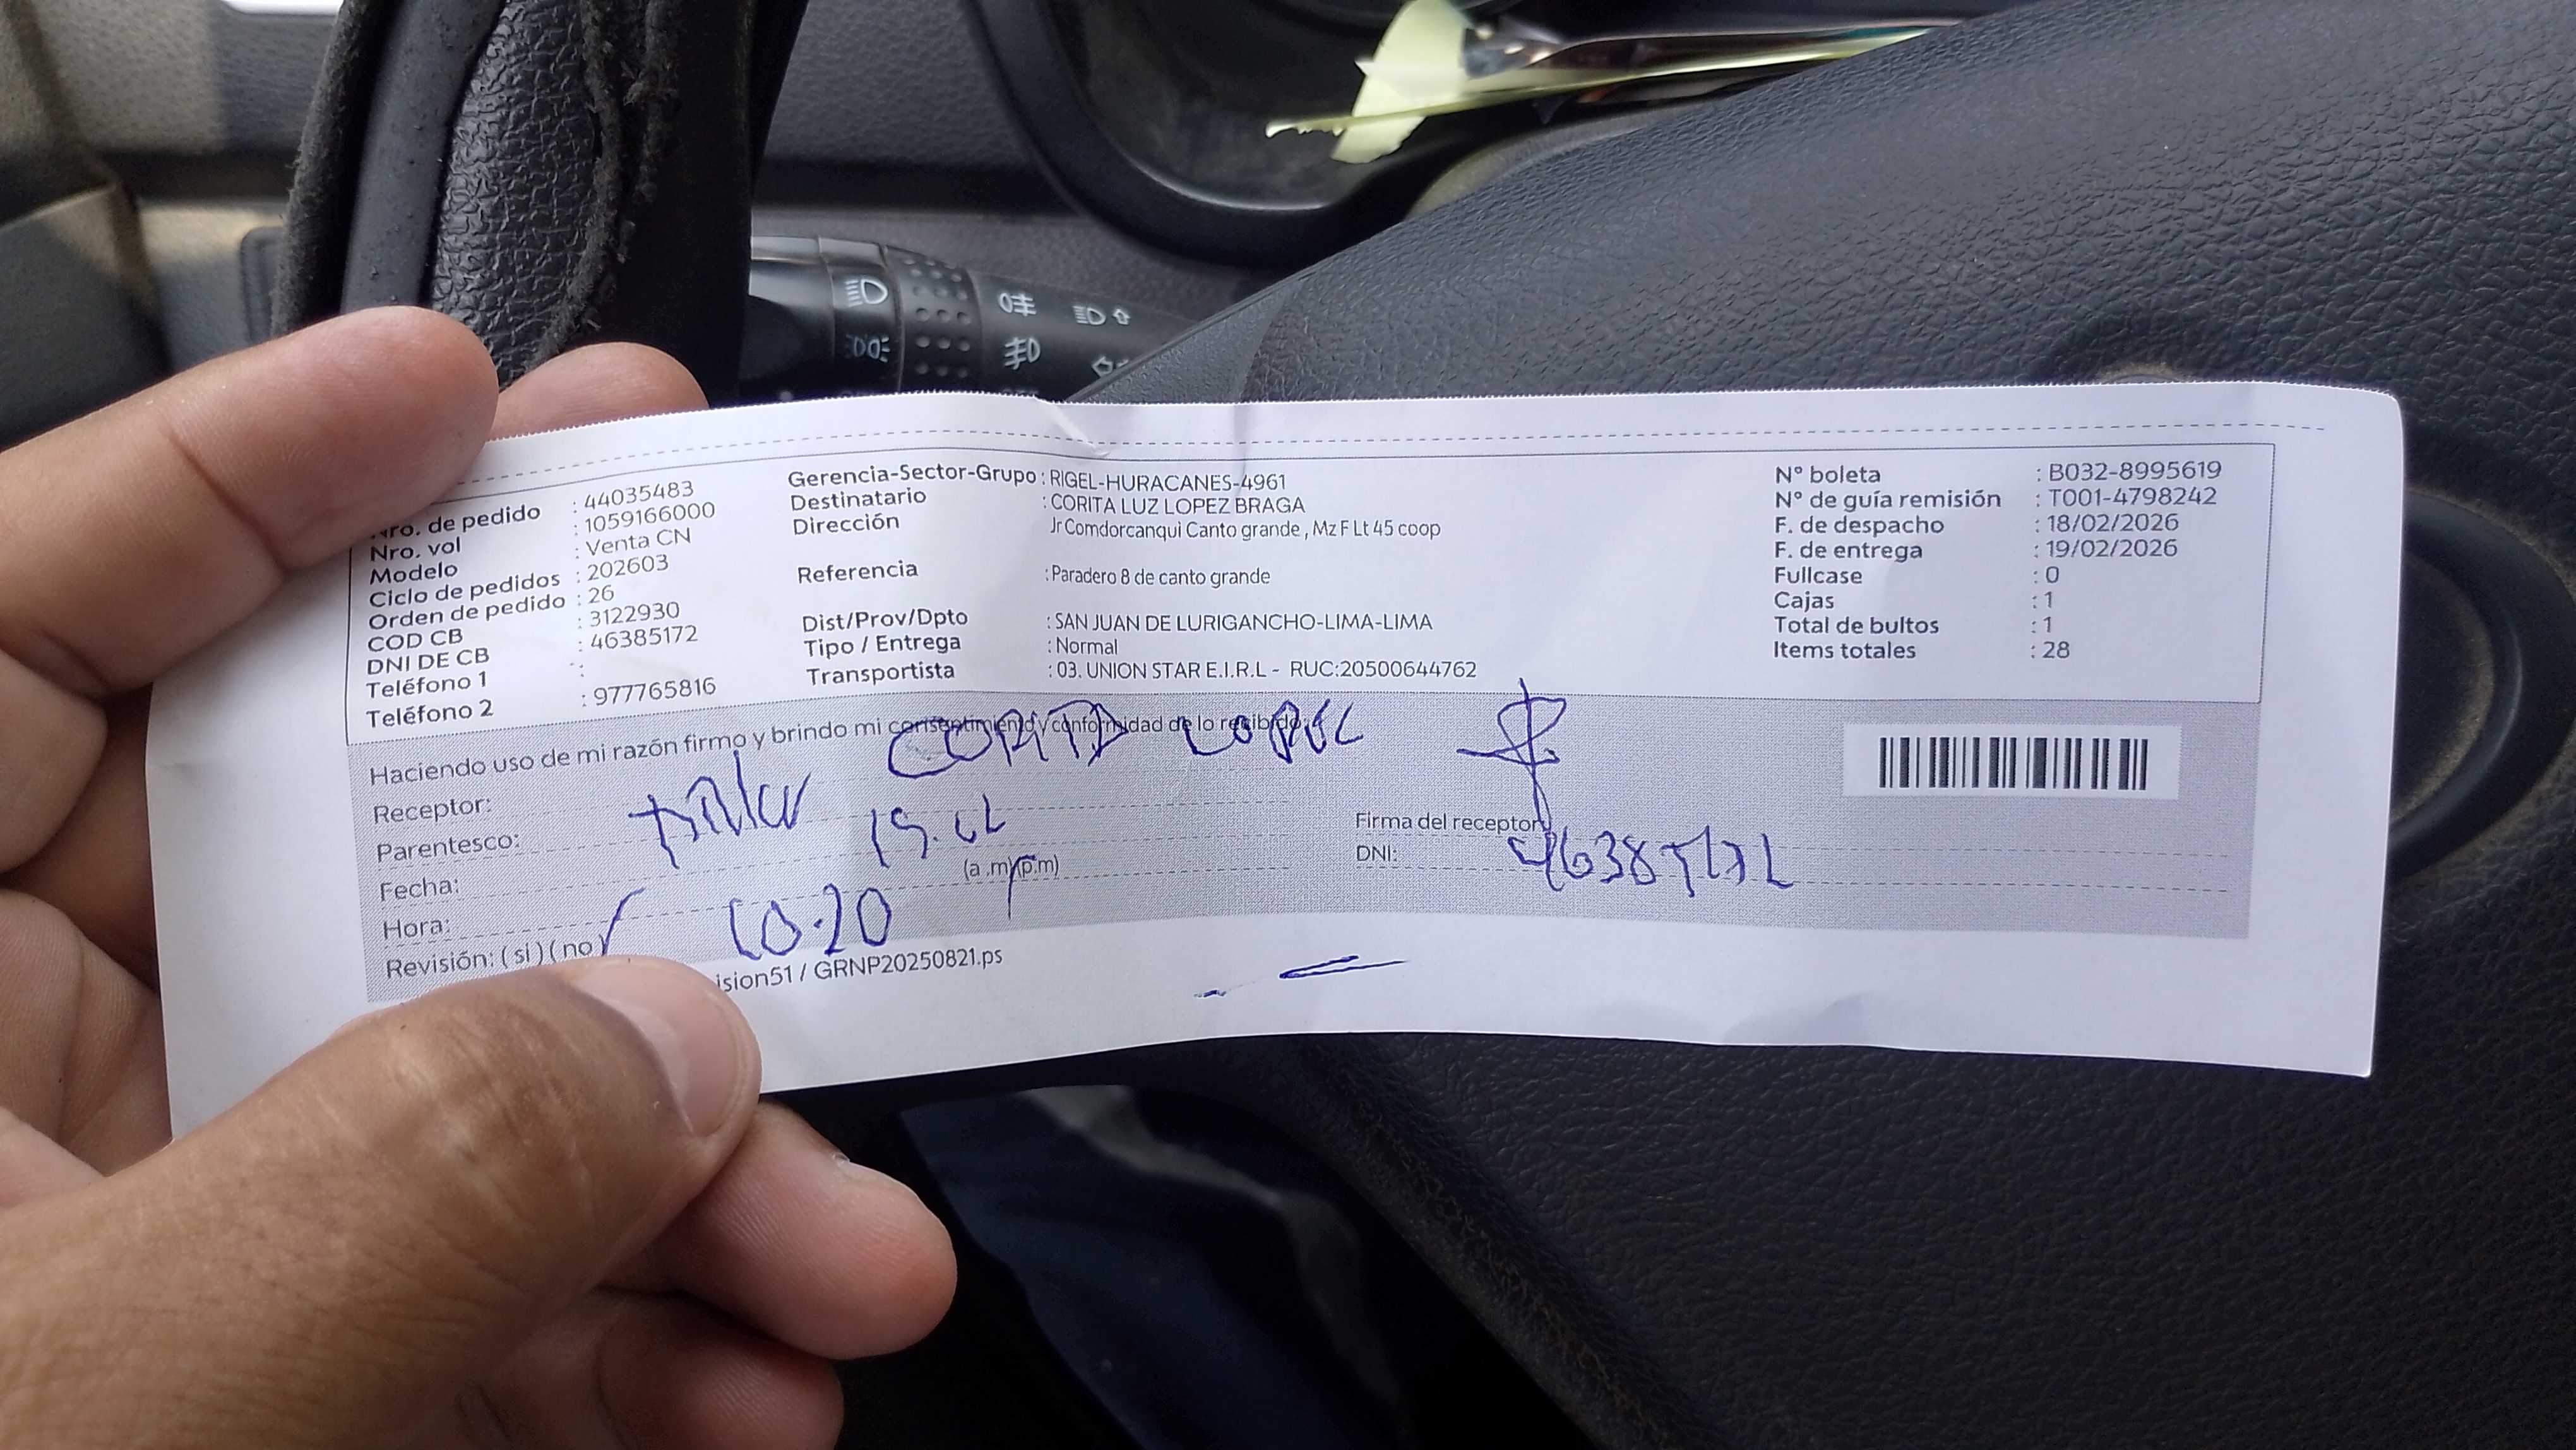 Nro. de pedido : 44035483
Nro. vol : 1059166000
Modelo : Venta CN
Ciclo de pedidos : 202603
Orden de pedido : 26
COD CB : 3122930
DNI DE CB : 46385172
Teléfono 1 :
Teléfono 2 : 977765816
Gerencia-Sector-Grupo : RIGEL-HURACANES-4961
Destinatario : CORITA LUZ LOPEZ BRAGA
Dirección Jr Comdorcanqui Canto grande , Mz F Lt 45 coop
Referencia : Paradero 8 de canto grande
Dist/Prov/Dpto : SAN JUAN DE LURIGANCHO-LIMA-LIMA
Tipo / Entrega : Normal
Transportista : 03. UNION STAR E.I.R.L - RUC:20500644762
N° boleta : B032-8995619
N° de guía remisión : T001-4798242
F. de despacho : 18/02/2026
F. de entrega : 19/02/2026
Fullcase : 0
Cajas : 1
Total de bultos : 1
Items totales : 28
Haciendo uso de mi razón firmo y brindo mi consentimiento y conformidad de lo recibido:
Receptor: CORITA LOPEZ
Parentesco: titular
Fecha:
Hora: 10.20 (a .m)(p.m)
Revisión: ( si ) ( no )
Firma del receptor
DNI: 46385172
ision51 / GRNP20250821.ps